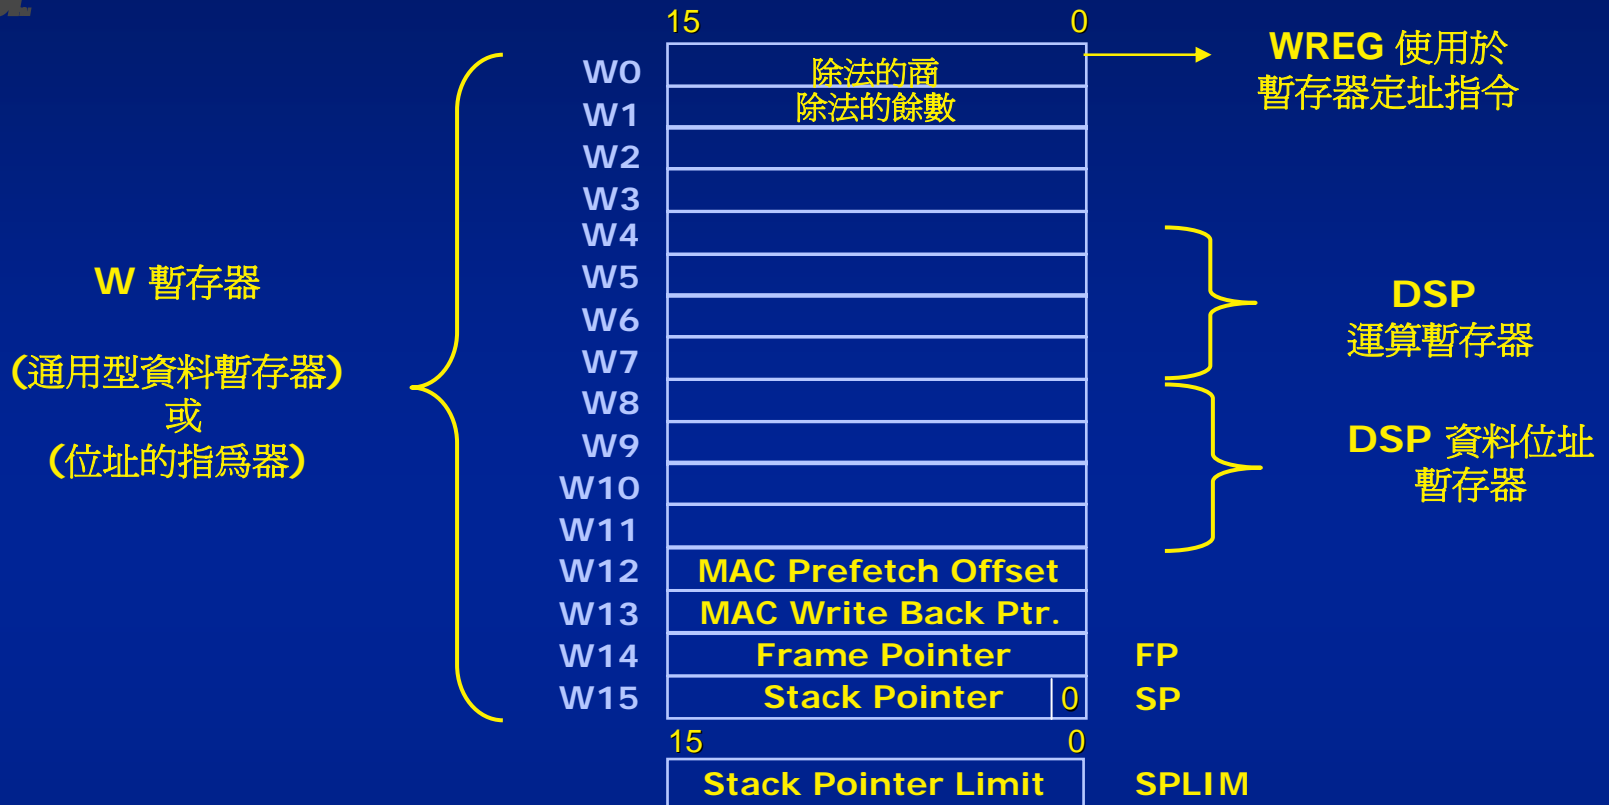 15 0
W0 除法的商
W1 除法的餘數
W2
W3
W4
W5
W6
W7
W8
W9
W10
W11
W12 MAC Prefetch Offset
W13 MAC Write Back Ptr.
W14 Frame Pointer FP
W15 Stack Pointer 0 SP
15 0
Stack Pointer Limit SPLIM
W 暫存器
(通用型資料暫存器)
或
(位址的指爲器)
WREG 使用於
暫存器定址指令
DSP
運算暫存器
DSP 資料位址
暫存器